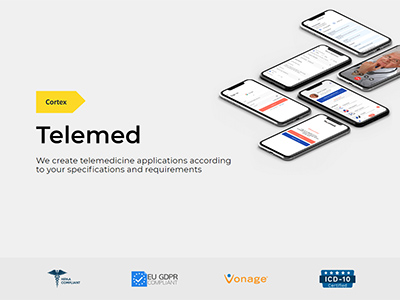 Cortex
Telemed
We create telemedicine applications according
to your specifications and requirements
HIPAA
COMPLIANT
EU GDPR
COMPLIANT
Vonage
ICD-10
Certified